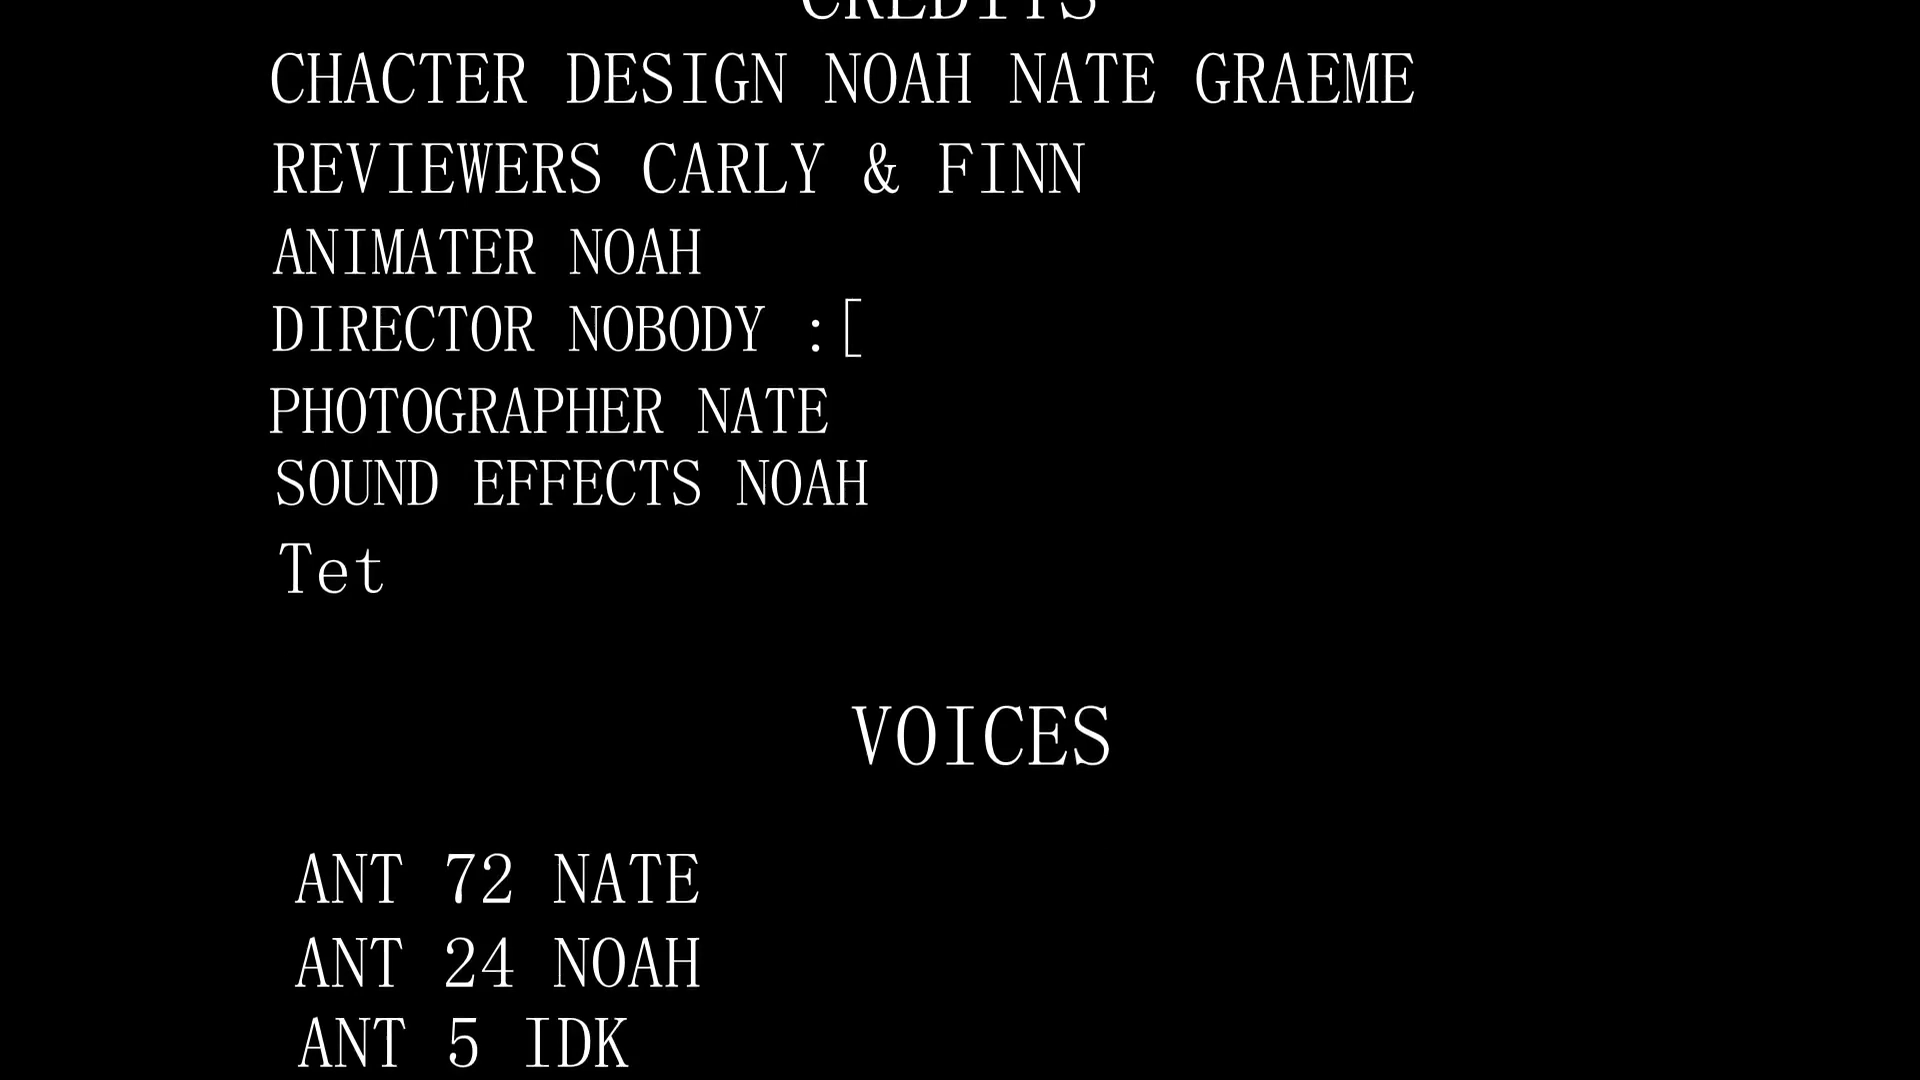 CREDITS
CHACTER DESIGN NOAH NATE GRAEME
REVIEWERS CARLY & FINN
ANIMATER NOAH
DIRECTOR NOBODY :[
PHOTOGRAPHER NATE
SOUND EFFECTS NOAH
Tet
VOICES
ANT 72 NATE
ANT 24 NOAH
ANT 5 IDK